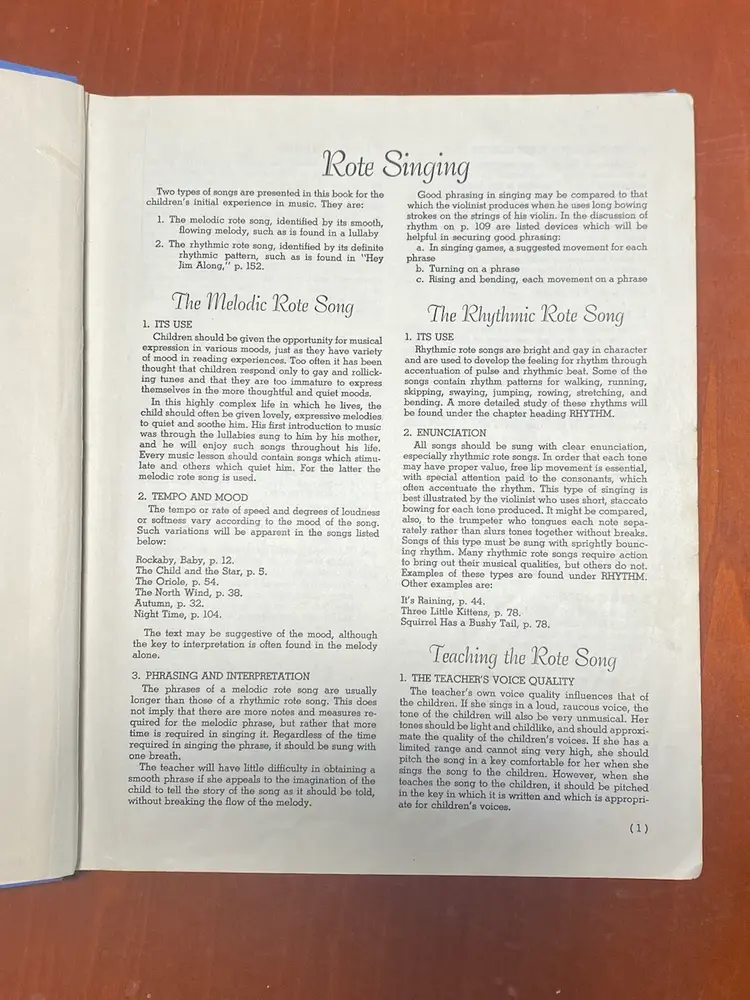 Rote Singing
Two types of songs are presented in this book for the
children's initial experience in music. They are:
1. The melodic rote song, identified by its smooth,
flowing melody, such as is found in a lullaby
2. The rhythmic rote song, identified by its definite
rhythmic pattern, such as is found in "Hey
Jim Along," p. 152.
The Melodic Rote Song
1. ITS USE
Children should be given the opportunity for musical
expression in various moods, just as they have variety
of mood in reading experiences. Too often it has been
thought that children respond only to gay and rollick-
ing tunes and that they are too immature to express
themselves in the more thoughtful and quiet moods.
In this highly complex life in which he lives, the
child should often be given lovely, expressive melodies
to quiet and soothe him. His first introduction to music
was through the lullabies sung to him by his mother,
and he will enjoy such songs throughout his life.
Every music lesson should contain songs which stimu-
late and others which quiet him. For the latter the
melodic rote song is used.
2. TEMPO AND MOOD
The tempo or rate of speed and degrees of loudness
or softness vary according to the mood of the song.
Such variations will be apparent in the songs listed
below:
Rockaby, Baby, p. 12.
The Child and the Star, p. 5.
The Oriole, p. 54.
The North Wind, p. 38.
Autumn, p. 32.
Night Time, p. 104.
The text may be suggestive of the mood, although
the key to interpretation is often found in the melody
alone.
3. PHRASING AND INTERPRETATION
The phrases of a melodic rote song are usually
longer than those of a rhythmic rote song. This does
not imply that there are more notes and measures re-
quired for the melodic phrase, but rather that more
time is required in singing it. Regardless of the time
required in singing the phrase, it should be sung with
one breath.
The teacher will have little difficulty in obtaining a
smooth phrase if she appeals to the imagination of the
child to tell the story of the song as it should be told,
without breaking the flow of the melody.
Good phrasing in singing may be compared to that
which the violinist produces when he uses long bowing
strokes on the strings of his violin. In the discussion of
rhythm on p. 109 are listed devices which will be
helpful in securing good phrasing:
a. In singing games, a suggested movement for each
phrase
b. Turning on a phrase
c. Rising and bending, each movement on a phrase
The Rhythmic Rote Song
1. ITS USE
Rhythmic rote songs are bright and gay in character
and are used to develop the feeling for rhythm through
accentuation of pulse and rhythmic beat. Some of the
songs contain rhythm patterns for walking, running,
skipping, swaying, jumping, rowing, stretching, and
bending. A more detailed study of these rhythms will
be found under the chapter heading RHYTHM.
2. ENUNCIATION
All songs should be sung with clear enunciation,
especially rhythmic rote songs. In order that each tone
may have proper value, free lip movement is essential,
with special attention paid to the consonants, which
often accentuate the rhythm. This type of singing is
best illustrated by the violinist who uses short, staccato
bowing for each tone produced. It might be compared,
also, to the trumpeter who tongues each note sepa-
rately rather than slurs tones together without breaks.
Songs of this type must be sung with sprightly bounc-
ing rhythm. Many rhythmic rote songs require action
to bring out their musical qualities, but others do not.
Examples of these types are found under RHYTHM.
Other examples are:
It's Raining, p. 44.
Three Little Kittens, p. 78.
Squirrel Has a Bushy Tail, p. 78.
Teaching the Rote Song
1. THE TEACHER'S VOICE QUALITY
The teacher's own voice quality influences that of
the children. If she sings in a loud, raucous voice, the
tone of the children will also be very unmusical. Her
tones should be light and childlike, and should approxi-
mate the quality of the children's voices. If she has a
limited range and cannot sing very high, she should
pitch the song in a key comfortable for her when she
sings the song to the children. However, when she
teaches the song to the children, it should be pitched
in the key in which it is written and which is appropri-
ate for children's voices.
(1)